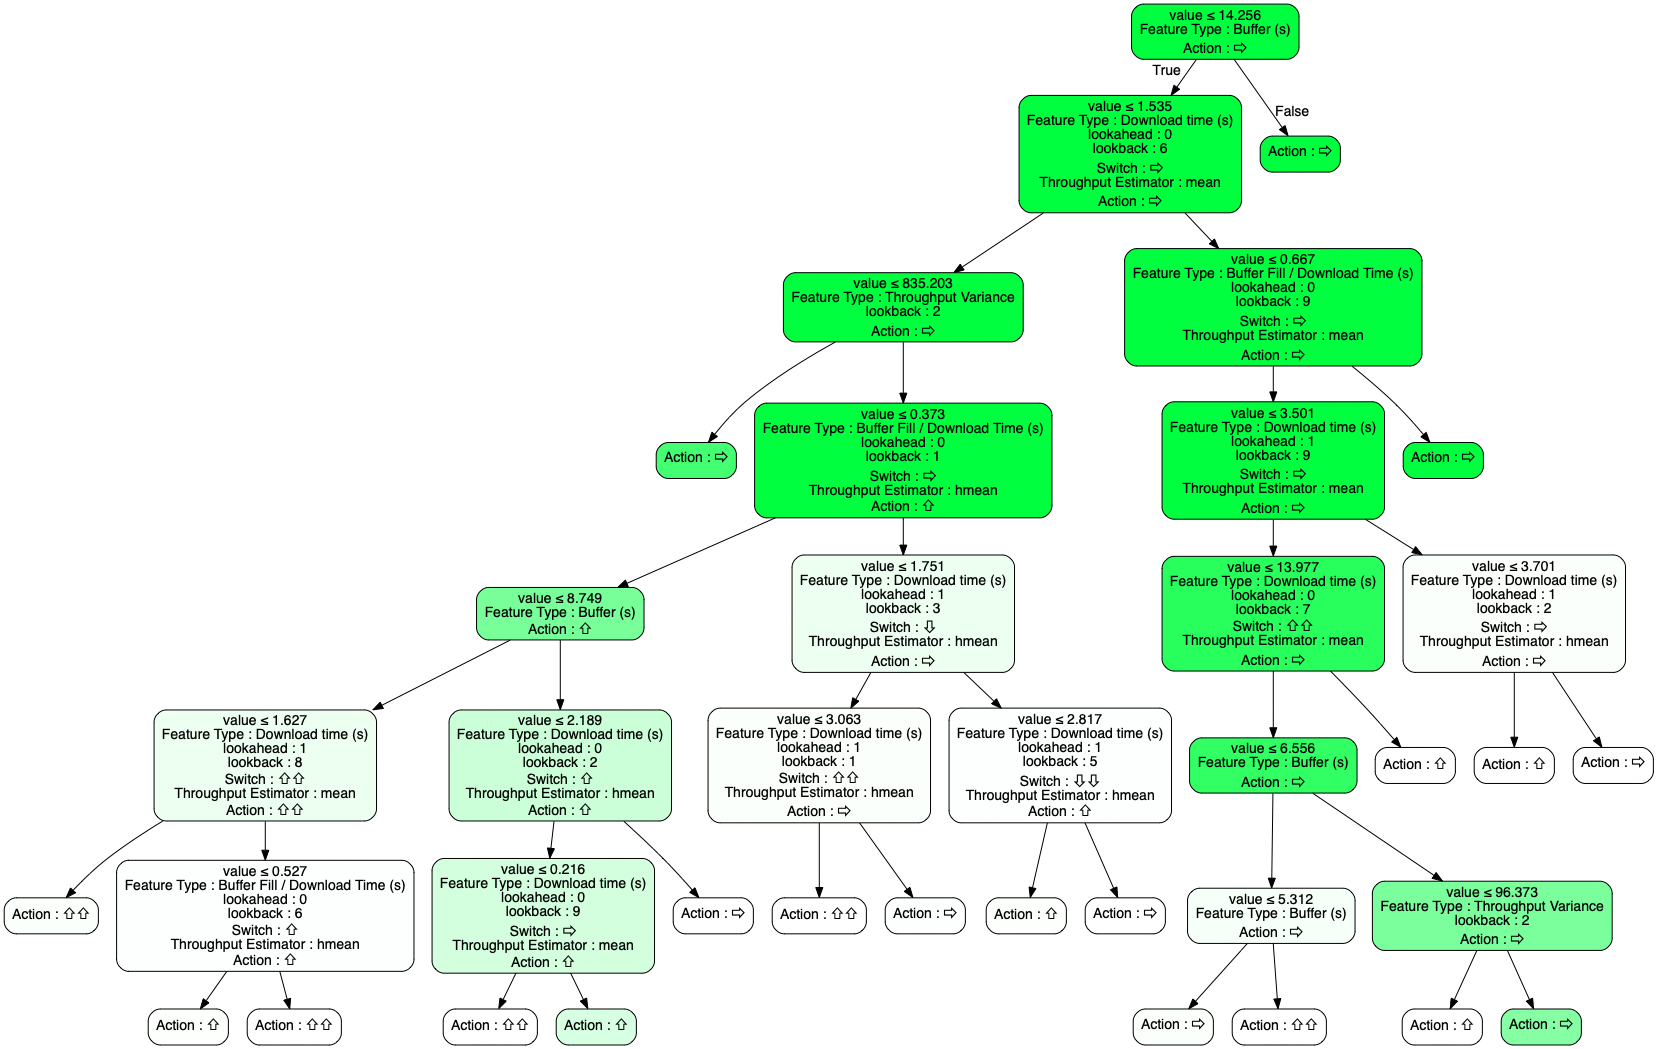 value ≤ 14.256
Feature Type : Buffer (s)
Action : ⇨
True
False
value ≤ 1.535
Feature Type : Download time (s)
lookahead : 0
lookback : 6
Switch : ⇨
Throughput Estimator : mean
Action : ⇨
Action : ⇨
value ≤ 835.203
Feature Type : Throughput Variance
lookback : 2
Action : ⇨
value ≤ 0.667
Feature Type : Buffer Fill / Download Time (s)
lookahead : 0
lookback : 9
Switch : ⇨
Throughput Estimator : mean
Action : ⇨
Action : ⇨
value ≤ 0.373
Feature Type : Buffer Fill / Download Time (s)
lookahead : 0
lookback : 1
Switch : ⇨
Throughput Estimator : hmean
Action : ⇧
value ≤ 3.501
Feature Type : Download time (s)
lookahead : 1
lookback : 9
Switch : ⇨
Throughput Estimator : mean
Action : ⇨
Action : ⇨
value ≤ 8.749
Feature Type : Buffer (s)
Action : ⇧
value ≤ 1.751
Feature Type : Download time (s)
lookahead : 1
lookback : 3
Switch : ⇩
Throughput Estimator : hmean
Action : ⇨
value ≤ 13.977
Feature Type : Download time (s)
lookahead : 0
lookback : 7
Switch : ⇧⇧
Throughput Estimator : mean
Action : ⇨
value ≤ 3.701
Feature Type : Download time (s)
lookahead : 1
lookback : 2
Switch : ⇨
Throughput Estimator : hmean
Action : ⇨
value ≤ 1.627
Feature Type : Download time (s)
lookahead : 1
lookback : 8
Switch : ⇧⇧
Throughput Estimator : mean
Action : ⇧⇧
value ≤ 2.189
Feature Type : Download time (s)
lookahead : 0
lookback : 2
Switch : ⇧
Throughput Estimator : hmean
Action : ⇧
value ≤ 3.063
Feature Type : Download time (s)
lookahead : 1
lookback : 1
Switch : ⇧⇧
Throughput Estimator : hmean
Action : ⇨
value ≤ 2.817
Feature Type : Download time (s)
lookahead : 1
lookback : 5
Switch : ⇩⇩
Throughput Estimator : hmean
Action : ⇧
value ≤ 6.556
Feature Type : Buffer (s)
Action : ⇨
Action : ⇧
Action : ⇧
Action : ⇨
Action : ⇧⇧
value ≤ 0.527
Feature Type : Buffer Fill / Download Time (s)
lookahead : 0
lookback : 6
Switch : ⇧
Throughput Estimator : hmean
Action : ⇧
value ≤ 0.216
Feature Type : Download time (s)
lookahead : 0
lookback : 9
Switch : ⇨
Throughput Estimator : mean
Action : ⇧
Action : ⇨
Action : ⇧⇧
Action : ⇨
Action : ⇧
Action : ⇨
value ≤ 5.312
Feature Type : Buffer (s)
Action : ⇨
value ≤ 96.373
Feature Type : Throughput Variance
lookback : 2
Action : ⇨
Action : ⇧
Action : ⇧⇧
Action : ⇧⇧
Action : ⇧
Action : ⇨
Action : ⇧⇧
Action : ⇧
Action : ⇨